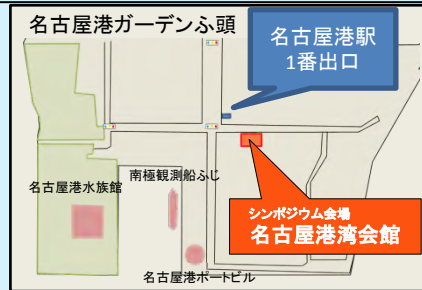 名古屋港ガーデンふ頭
名古屋港駅
1番出口
名古屋港水族館
南極観測船ふじ
シンポジウム会場
名古屋港湾会館
名古屋港ポートビル